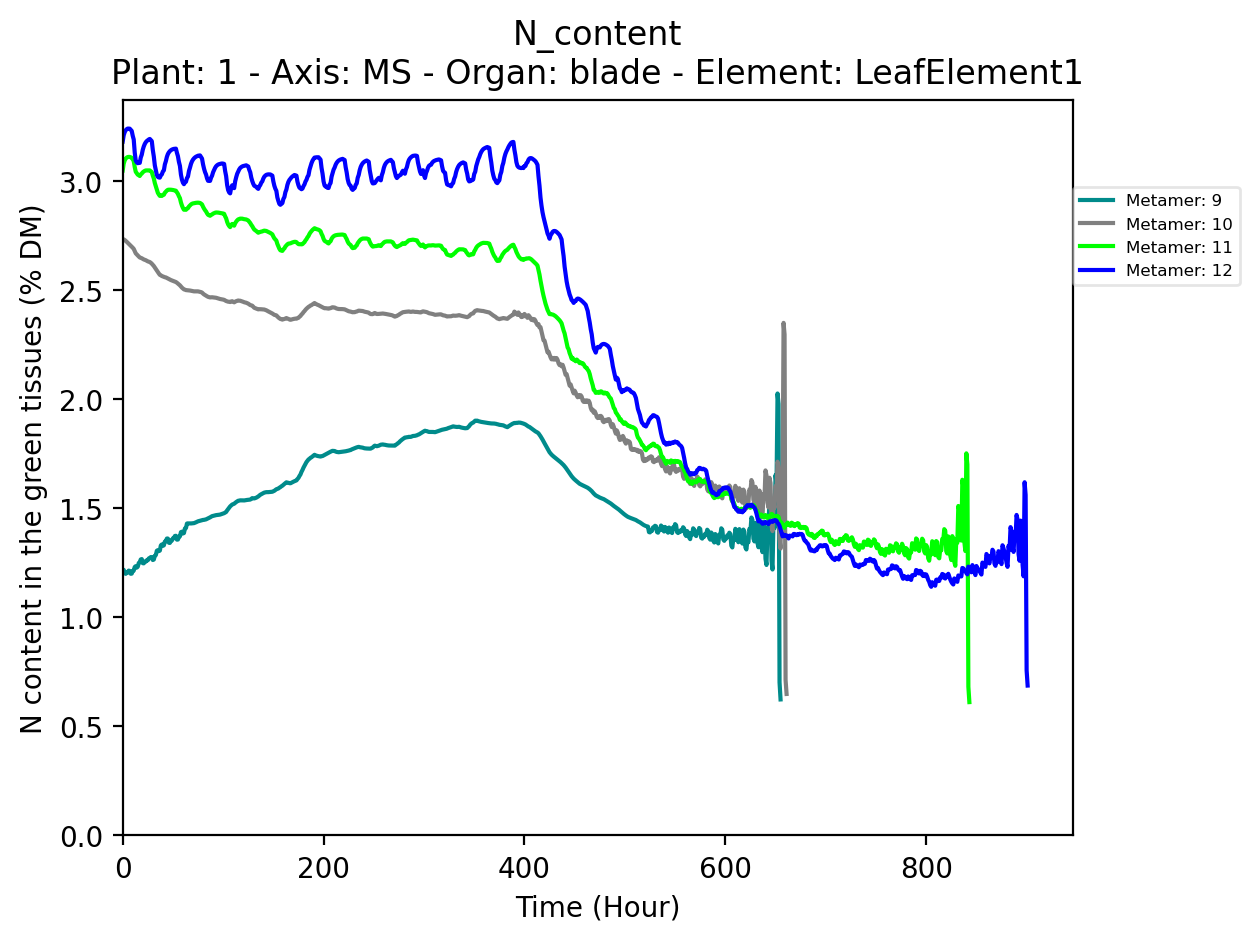 N_content
Plant: 1 - Axis: MS - Organ: blade - Element: LeafElement1
N content in the green tissues (% DM)
3.0
2.5
2.0
1.5
1.0
0.5
0.0
0 200 400 600 800
Time (Hour)
Metamer: 9
Metamer: 10
Metamer: 11
Metamer: 12